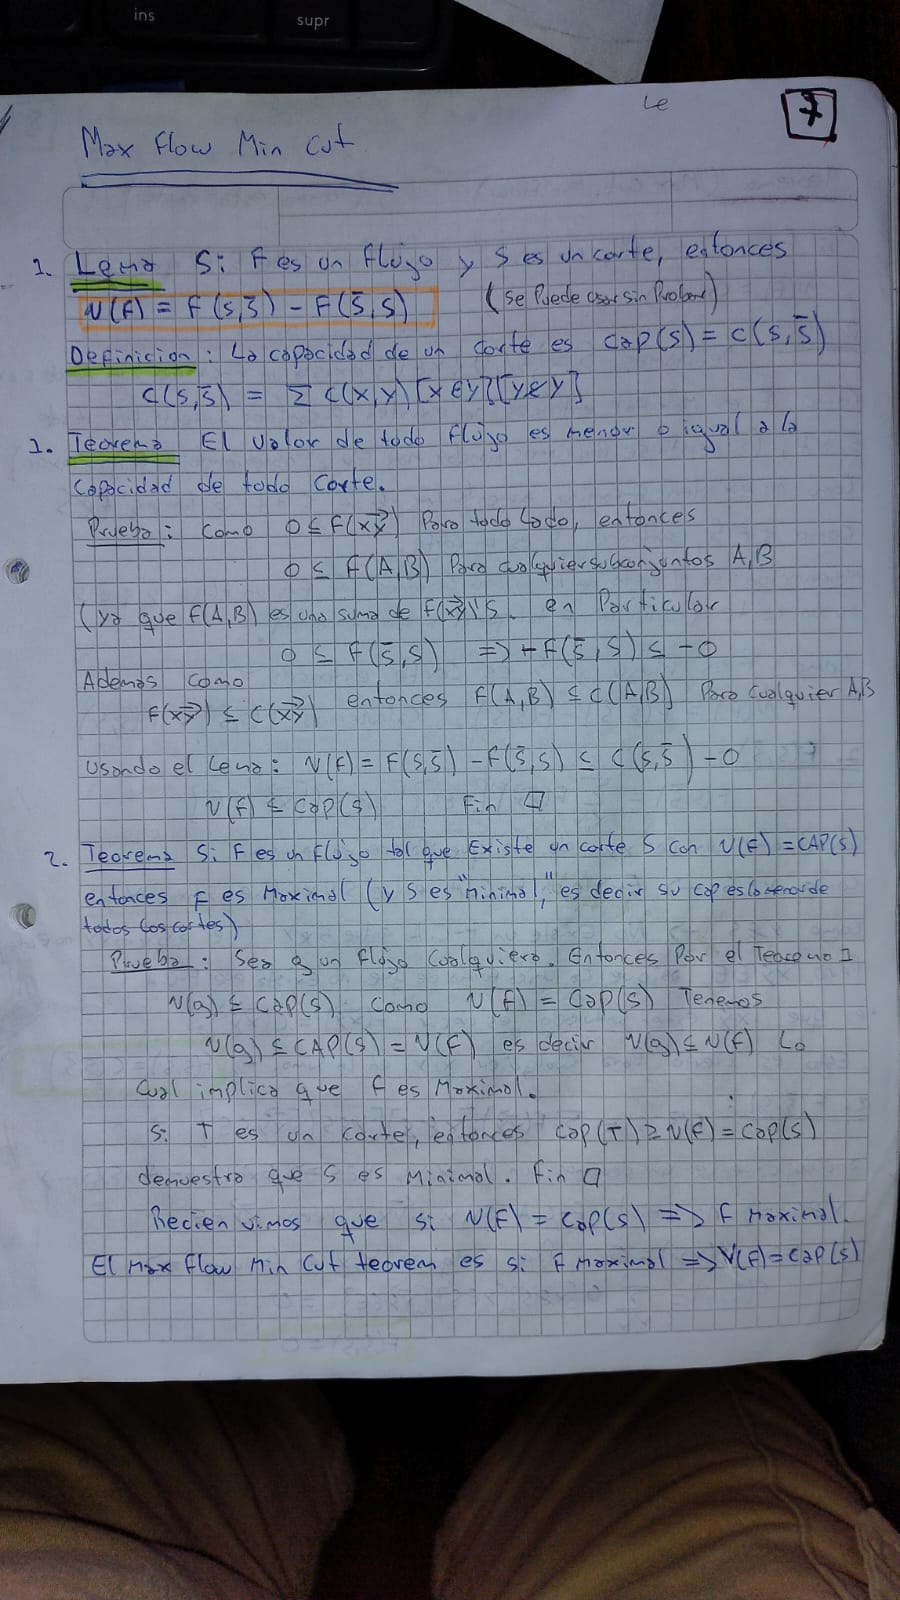 ins
supr
Le
7
Max Flow Min Cut
1. Lema Si F es un Flujo y S es un corte, entonces
V(F) = F(S,S̄) - F(S̄,S) (se Puede usar sin Probar)
Definicion: La capacidad de un corte es cap(S) = C(S,S̄)
C(S,S̄) = Σ C(x,y) [x∈y][y∉y]
1. Teorema El Valor de todo Flujo es menor o igual a la
Capacidad de todo Corte.
Prueba: Como 0 ≤ F(xy→) Para todo lado, entonces
0 ≤ F(A,B) Para cualquier subconjuntos A,B
(ya que F(A,B) es una suma de F(xy→)'s. en Particular
0 ≤ F(S̄,S) => -F(S̄,S) ≤ -0
Ademas Como
F(xy→) ≤ C(xy→) entonces F(A,B) ≤ C(A,B) Para Cualquier A,B
Usando el Lema: V(F) = F(S,S̄) - F(S̄,S) ≤ C(S,S̄) - 0
V(F) ≤ Cap(S) Fin □
2. Teorema Si F es un Flujo tal que Existe un corte S con V(F) = CAP(S)
entonces F es Maximal (y S es "Minimal", es decir su cap es la menor de
todos los cortes)
Prueba: Sea g un Flujo Cualquiera. Entonces Por el Teorema 1
V(g) ≤ Cap(S) Como V(F) = Cap(S) Tenemos
V(g) ≤ CAP(S) = V(F) es decir V(g) ≤ V(F) Lo
Cual implica que F es Maximal.
Si T es un corte, entonces Cap(T) ≥ V(F) = Cap(S)
demuestra que S es Minimal. Fin □
Recien vimos que si V(F) = Cap(S) => F Maximal.
El Max Flow Min Cut teorem es si F maximal => V(F) = Cap(S)